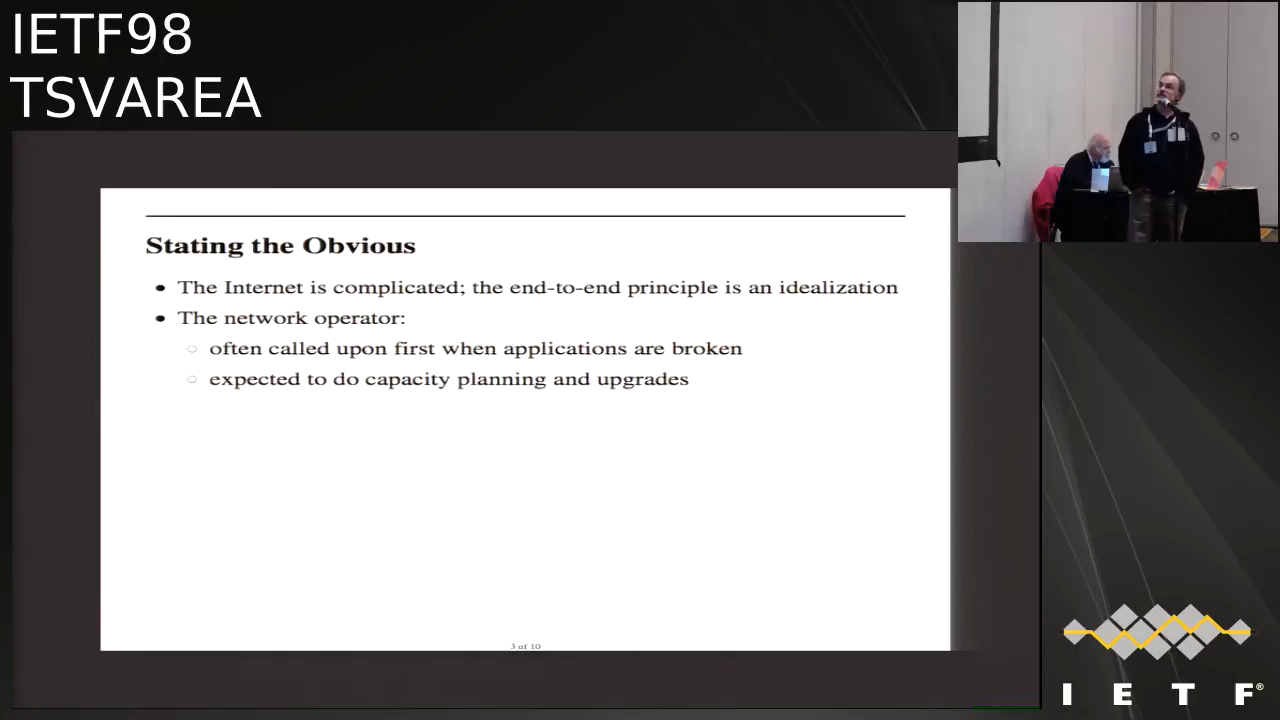 IETF98
TSVAREA
Stating the Obvious
• The Internet is complicated; the end-to-end principle is an idealization
• The network operator:
○ often called upon first when applications are broken
○ expected to do capacity planning and upgrades
3 of 10
I E T F®